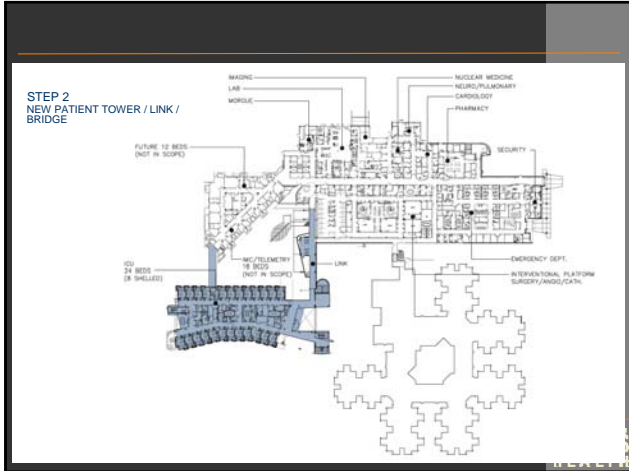 STEP 2
NEW PATIENT TOWER / LINK /
BRIDGE
IMAGING
LAB
MORGUE
NUCLEAR MEDICINE
NEURO/PULMONARY
CARDIOLOGY
PHARMACY
SECURITY
FUTURE 12 BEDS
(NOT IN SCOPE)
ICU
24 BEDS
(8 SHELLED)
IMC/TELEMETRY
18 BEDS
(NOT IN SCOPE)
LINK
EMERGENCY DEPT.
INTERVENTIONAL PLATFORM
SURGERY/ANGIO/CATH.